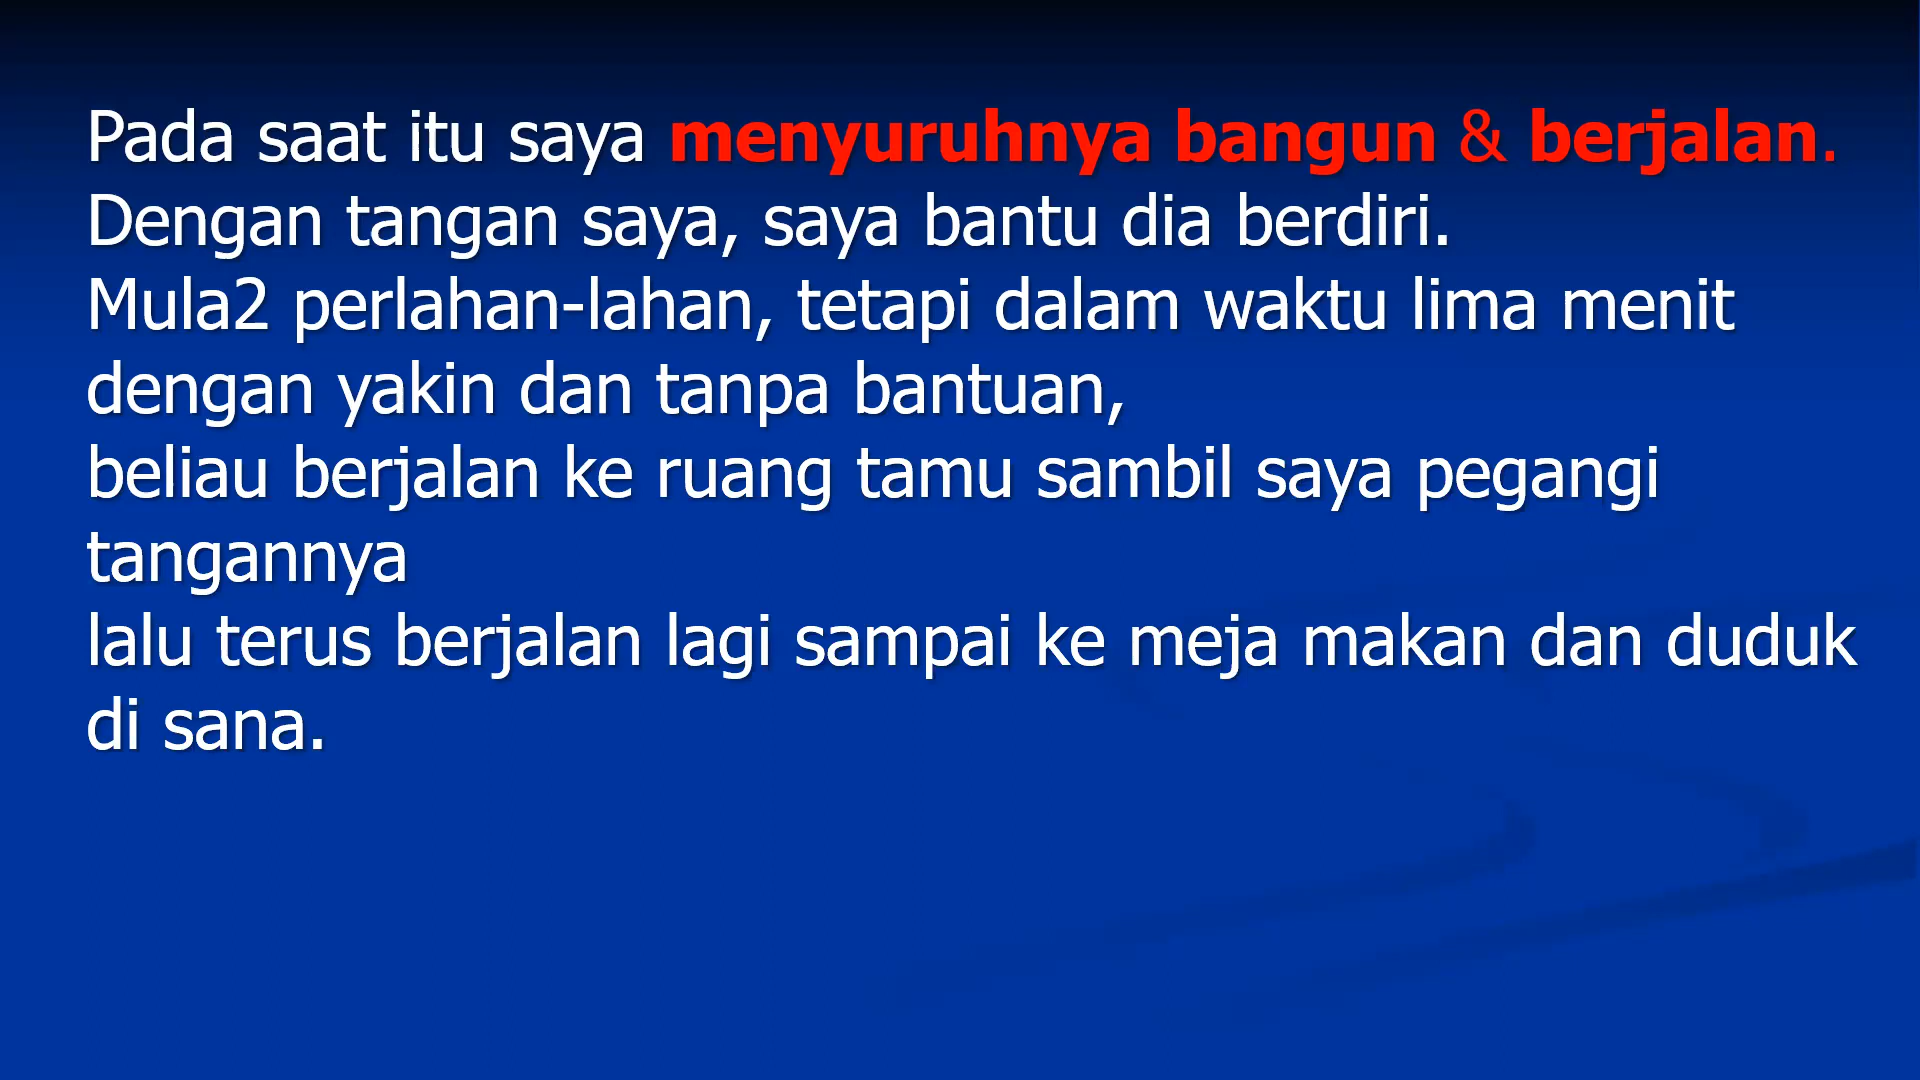 Pada saat itu saya menyuruhnya bangun & berjalan.
Dengan tangan saya, saya bantu dia berdiri.
Mula2 perlahan-lahan, tetapi dalam waktu lima menit
dengan yakin dan tanpa bantuan,
beliau berjalan ke ruang tamu sambil saya pegangi
tangannya
lalu terus berjalan lagi sampai ke meja makan dan duduk
di sana.